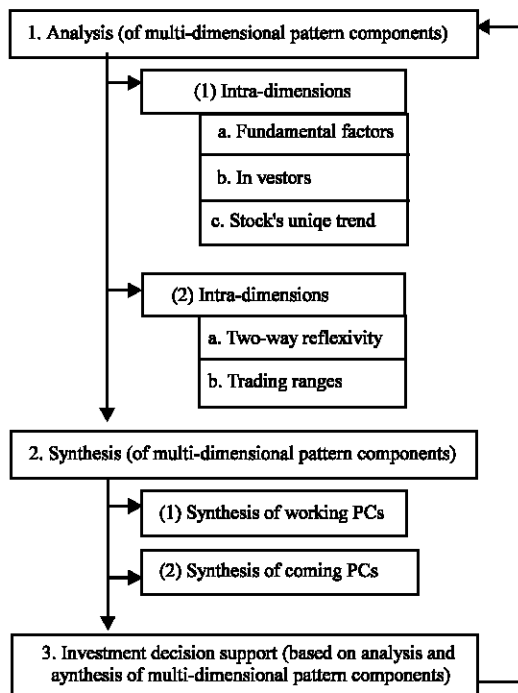 1. Analysis (of multi-dimensional pattern components)
(1) Intra-dimensions
a. Fundamental factors
b. In vestors
c. Stock's uniqe trend
(2) Intra-dimensions
a. Two-way reflexivity
b. Trading ranges
2. Synthesis (of multi-dimensional pattern components)
(1) Synthesis of working PCs
(2) Synthesis of coming PCs
3. Investment decision support (based on analysis and
aynthesis of multi-dimensional pattern components)